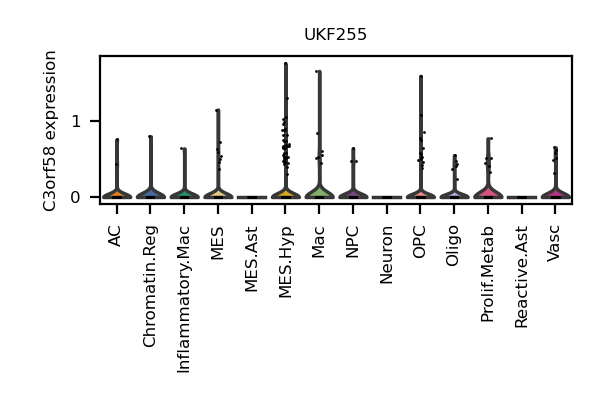 UKF255
C3orf58 expression
1
0
AC
Chromatin.Reg
Inflammatory.Mac
MES
MES.Ast
MES.Hyp
Mac
NPC
Neuron
OPC
Oligo
Prolif.Metab
Reactive.Ast
Vasc